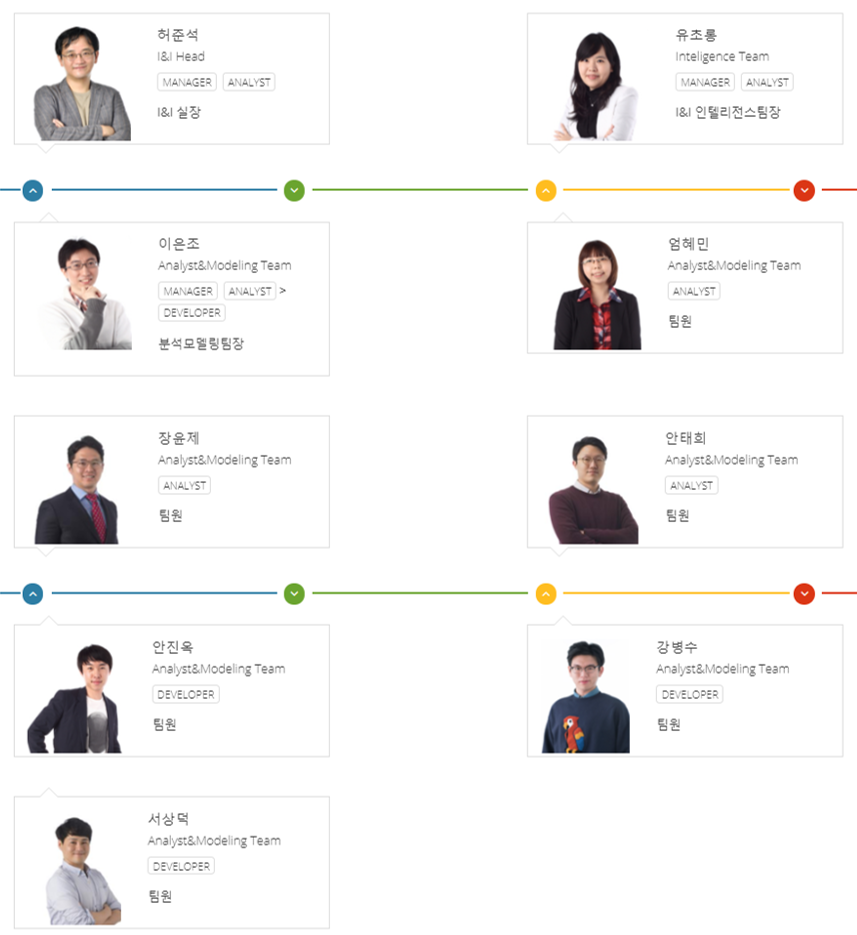 허준석
I&I Head
MANAGER ANALYST
I&I 실장
유초롱
Inteligence Team
MANAGER ANALYST
I&I 인텔리전스팀장
이은조
Analyst&Modeling Team
MANAGER ANALYST >
DEVELOPER
분석모델링팀장
엄혜민
Analyst&Modeling Team
ANALYST
팀원
장윤제
Analyst&Modeling Team
ANALYST
팀원
안태희
Analyst&Modeling Team
ANALYST
팀원
안진옥
Analyst&Modeling Team
DEVELOPER
팀원
강병수
Analyst&Modeling Team
DEVELOPER
팀원
서상덕
Analyst&Modeling Team
DEVELOPER
팀원